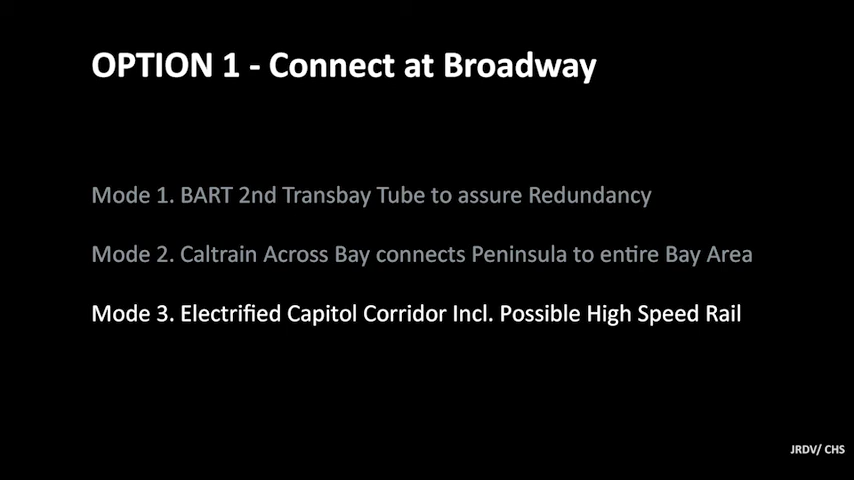 OPTION 1 - Connect at Broadway
Mode 1. BART 2nd Transbay Tube to assure Redundancy
Mode 2. Caltrain Across Bay connects Peninsula to entire Bay Area
Mode 3. Electrified Capitol Corridor Incl. Possible High Speed Rail
JRDV/ CHS